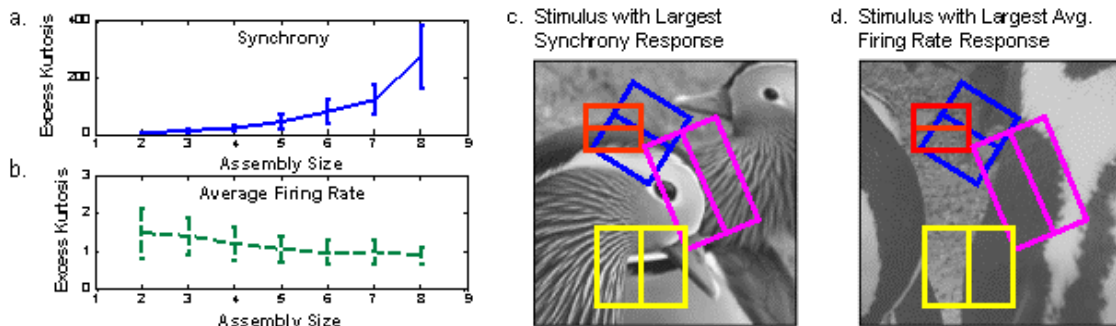 a.
Synchrony
Excess Kurtosis
400
200
0
1 2 3 4 5 6 7 8 9
Assembly Size
b.
Average Firing Rate
Excess Kurtosis
3
2
1
0
1 2 3 4 5 6 7 8 9
Assembly Size
c. Stimulus with Largest
Synchrony Response
d. Stimulus with Largest Avg.
Firing Rate Response